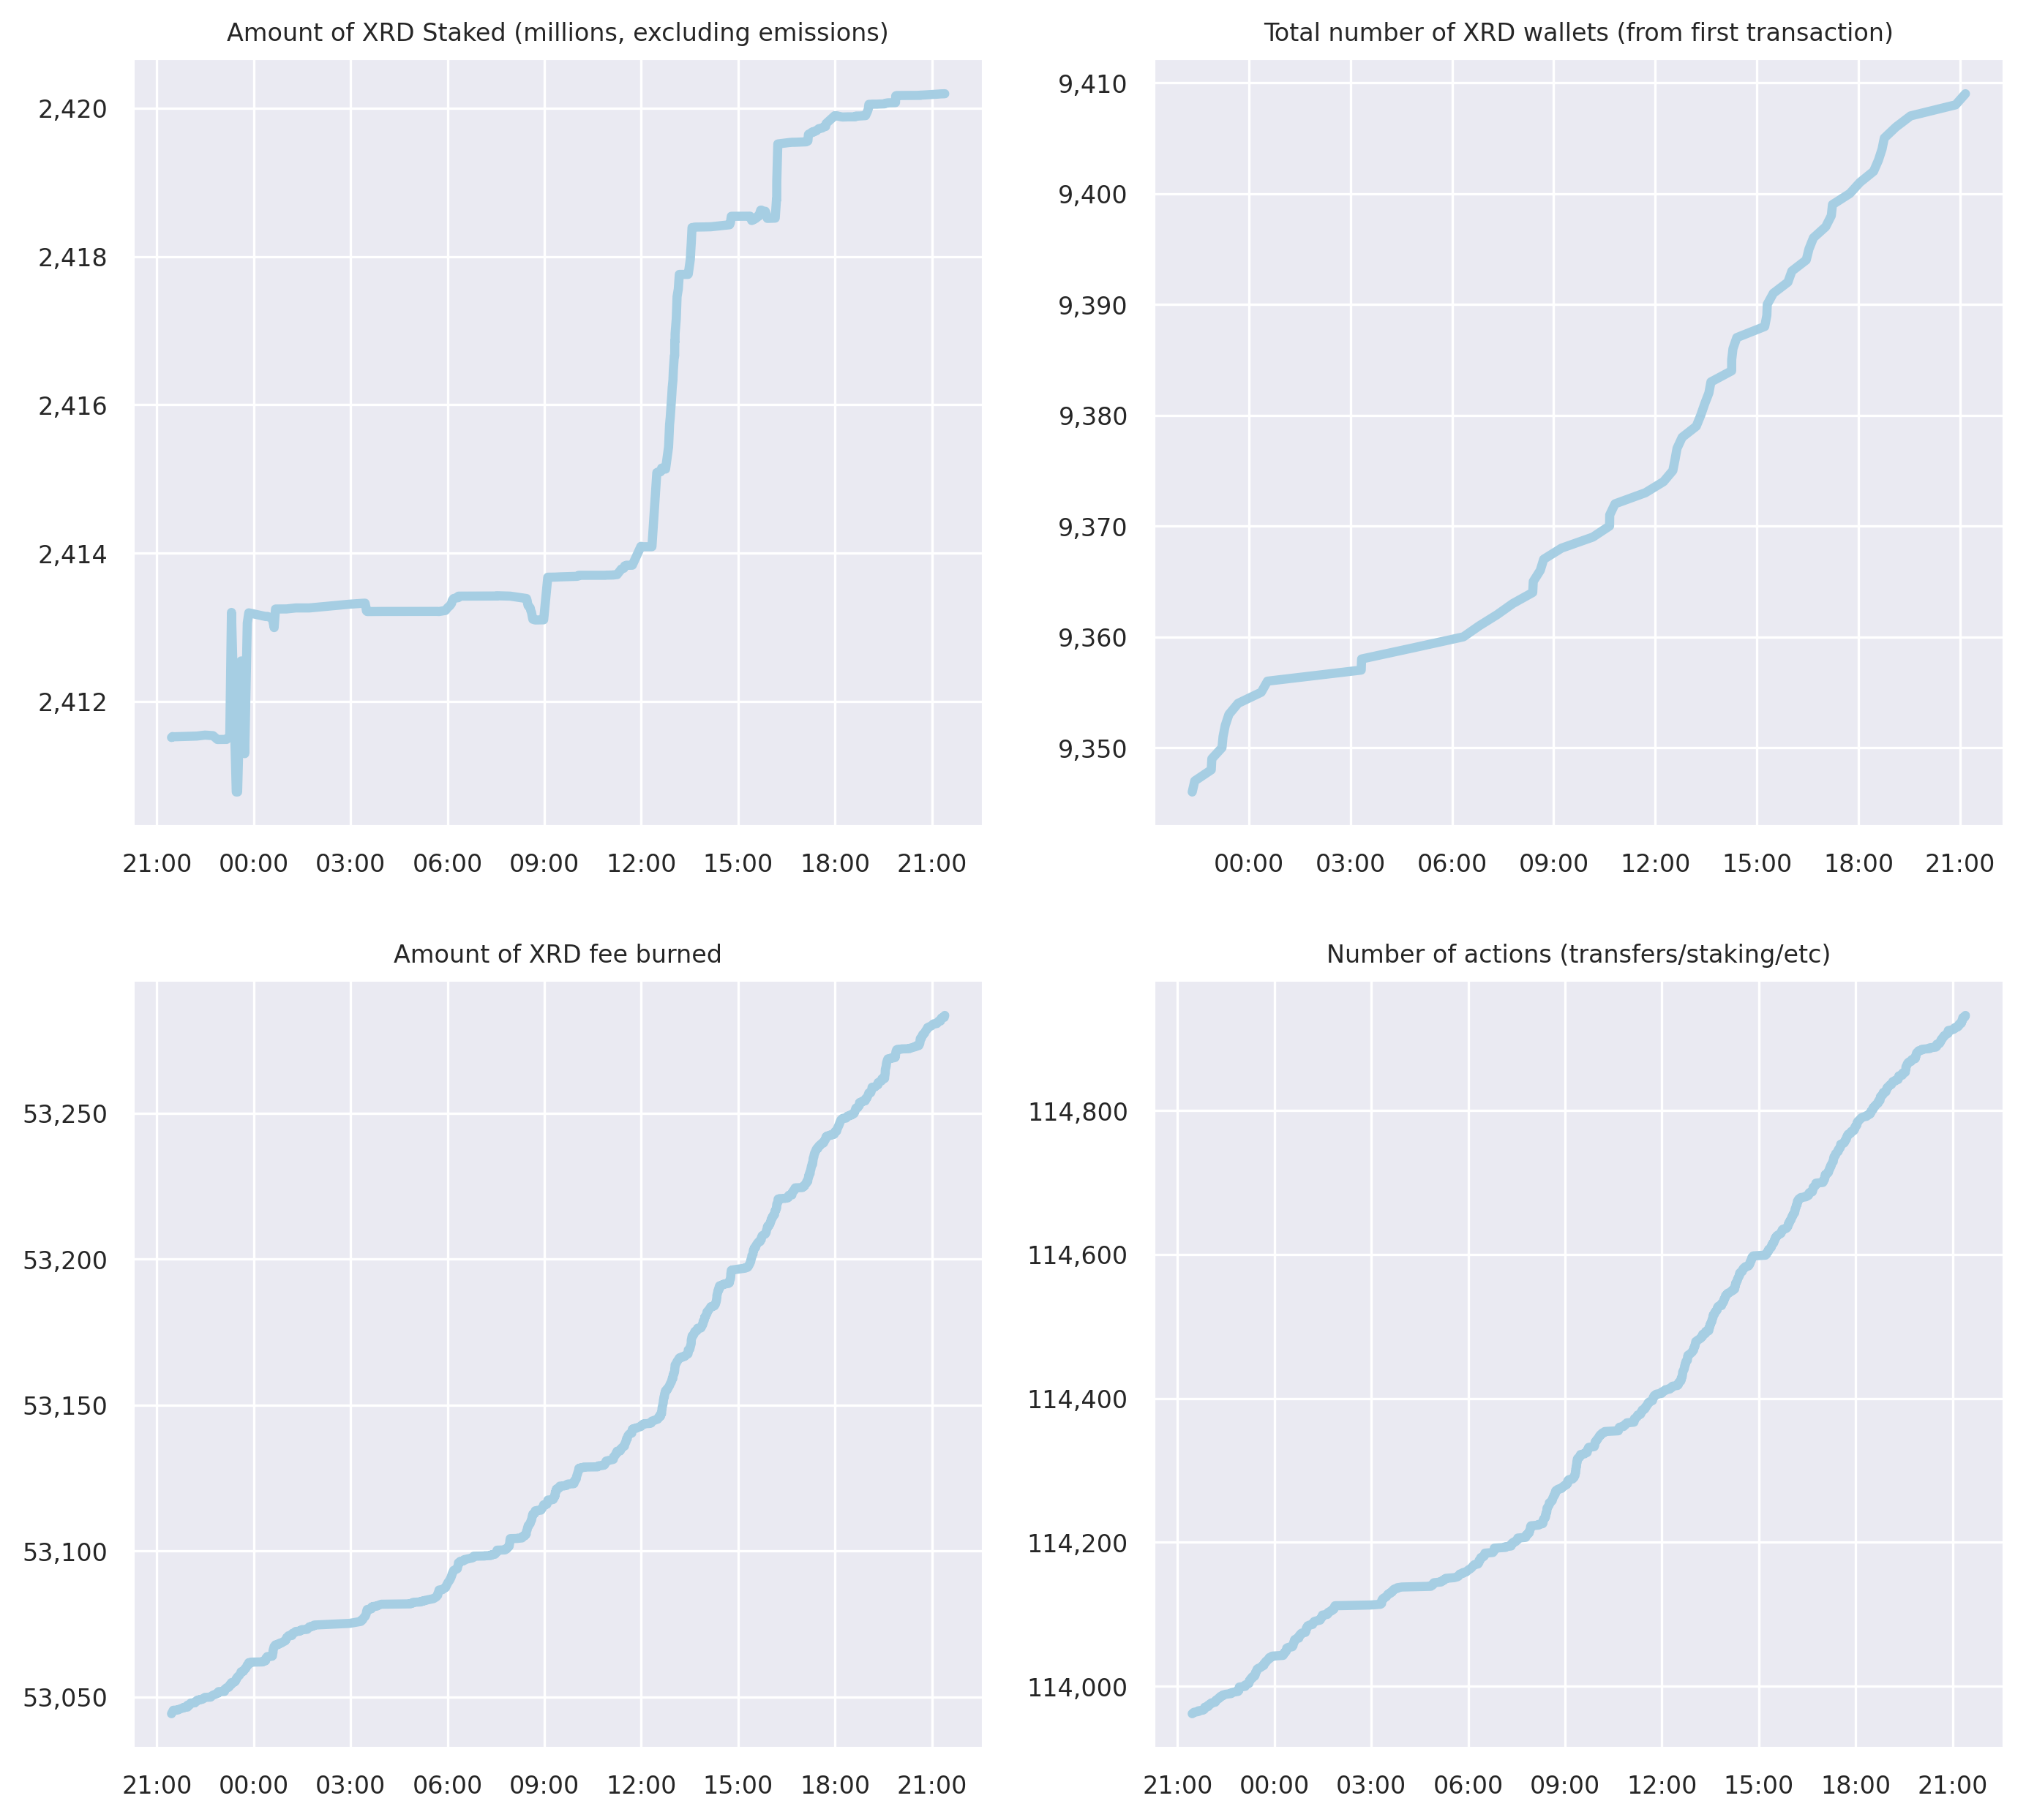 Amount of XRD Staked (millions, excluding emissions)
2,420
2,418
2,416
2,414
2,412
21:00 00:00 03:00 06:00 09:00 12:00 15:00 18:00 21:00
Total number of XRD wallets (from first transaction)
9,410
9,400
9,390
9,380
9,370
9,360
9,350
00:00 03:00 06:00 09:00 12:00 15:00 18:00 21:00
Amount of XRD fee burned
53,250
53,200
53,150
53,100
53,050
21:00 00:00 03:00 06:00 09:00 12:00 15:00 18:00 21:00
Number of actions (transfers/staking/etc)
114,800
114,600
114,400
114,200
114,000
21:00 00:00 03:00 06:00 09:00 12:00 15:00 18:00 21:00